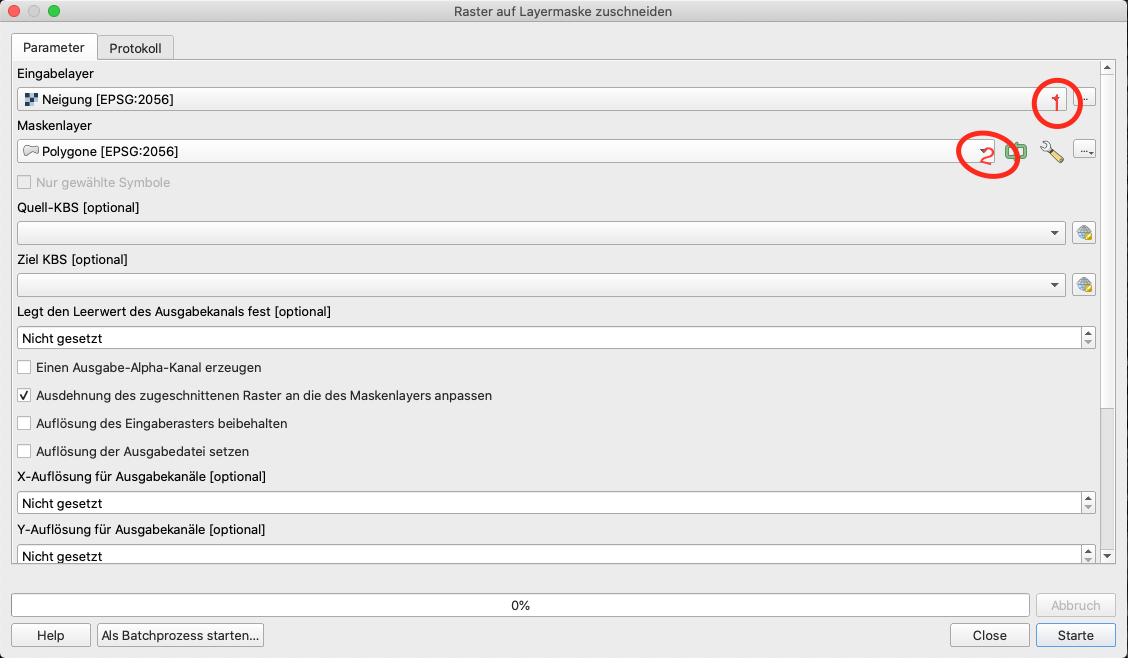 Raster auf Layermaske zuschneiden
Parameter
Protokoll
Eingabelayer
Neigung [EPSG:2056]
1
...
Maskenlayer
Polygone [EPSG:2056]
2
...
Nur gewählte Symbole
Quell-KBS [optional]
Ziel KBS [optional]
Legt den Leerwert des Ausgabekanals fest [optional]
Nicht gesetzt
Einen Ausgabe-Alpha-Kanal erzeugen
Ausdehnung des zugeschnittenen Raster an die des Maskenlayers anpassen
Auflösung des Eingaberasters beibehalten
Auflösung der Ausgabedatei setzen
X-Auflösung für Ausgabekanäle [optional]
Nicht gesetzt
Y-Auflösung für Ausgabekanäle [optional]
Nicht gesetzt
0%
Abbruch
Help
Als Batchprozess starten...
Close
Starte